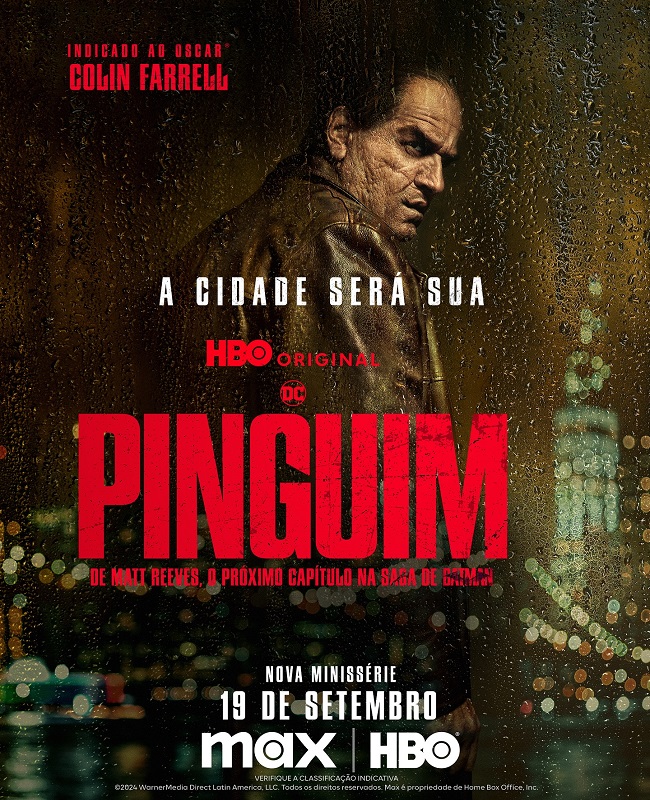 INDICADO AO OSCAR®
COLIN FARRELL
A CIDADE SERÁ SUA
HBO ORIGINAL
DC
PINGUIM
DE MATT REEVES, O PRÓXIMO CAPÍTULO NA SAGA DE BATMAN
NOVA MINISSÉRIE
19 DE SETEMBRO
max | HBO®
VERIFIQUE A CLASSIFICAÇÃO INDICATIVA
©2024 WarnerMedia Direct Latin America, LLC. Todos os direitos reservados. Max é propriedade de Home Box Office, Inc.